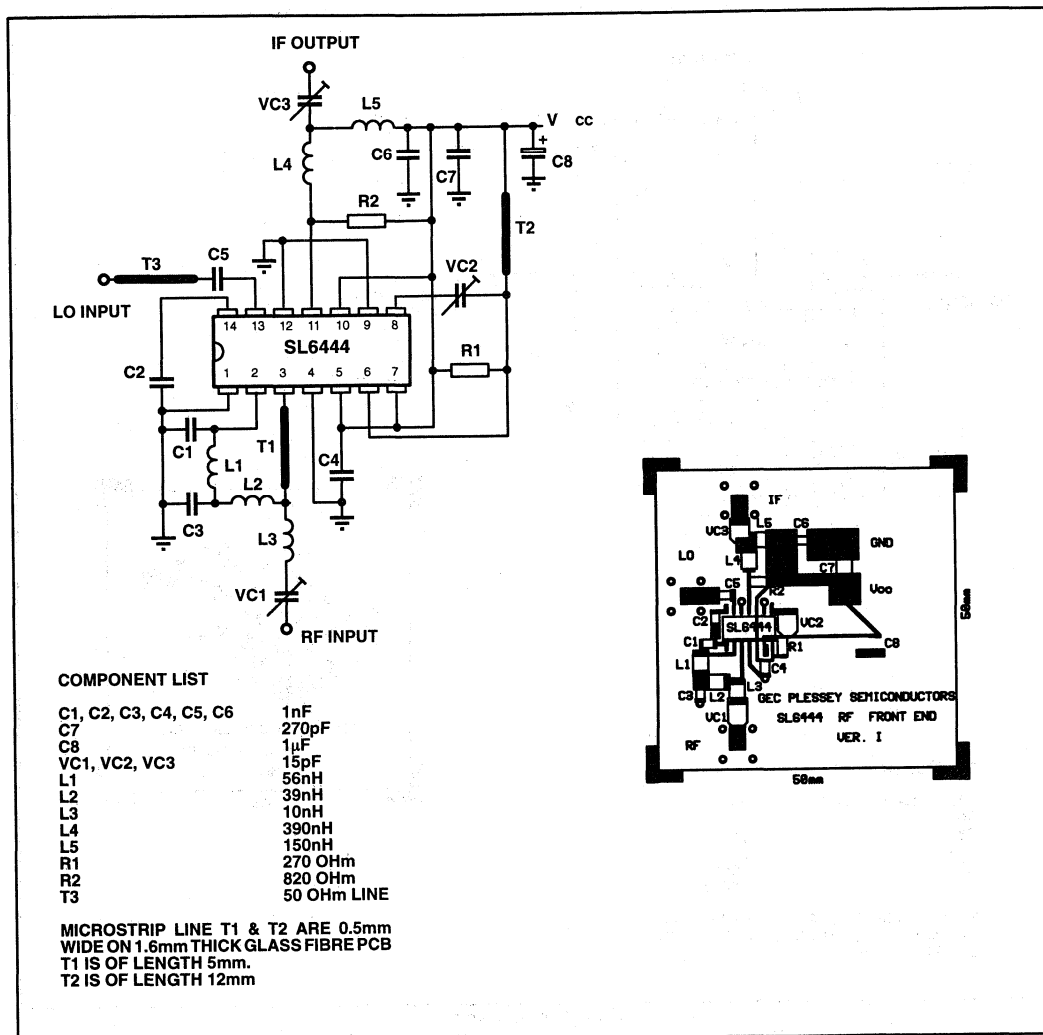 IF OUTPUT
VC3
L5
V CC
L4
C6
C7
+
C8
R2
T2
T3
C5
VC2
LO INPUT
14 13 12 11 10 9 8
SL6444
R1
1 2 3 4 5 6 7
C2
C1
T1
C4
L1
L2
C3
L3
VC1
RF INPUT
COMPONENT LIST
C1, C2, C3, C4, C5, C6 1nF
C7 270pF
C8 1μF
VC1, VC2, VC3 15pF
L1 56nH
L2 39nH
L3 10nH
L4 390nH
L5 150nH
R1 270 OHm
R2 820 OHm
T3 50 OHm LINE
MICROSTRIP LINE T1 & T2 ARE 0.5mm
WIDE ON 1.6mm THICK GLASS FIBRE PCB
T1 IS OF LENGTH 5mm.
T2 IS OF LENGTH 12mm
IF
VC3
L5
C6
GND
LO
L4
C7
C5
R2
Vcc
C2
SL6444
VC2
C1
R1
C8
L1
C4
C3
L2
L3
GEC PLESSEY SEMICONDUCTORS
VC1
SL6444 RF FRONT END
VER. I
RF
50mm
50mm